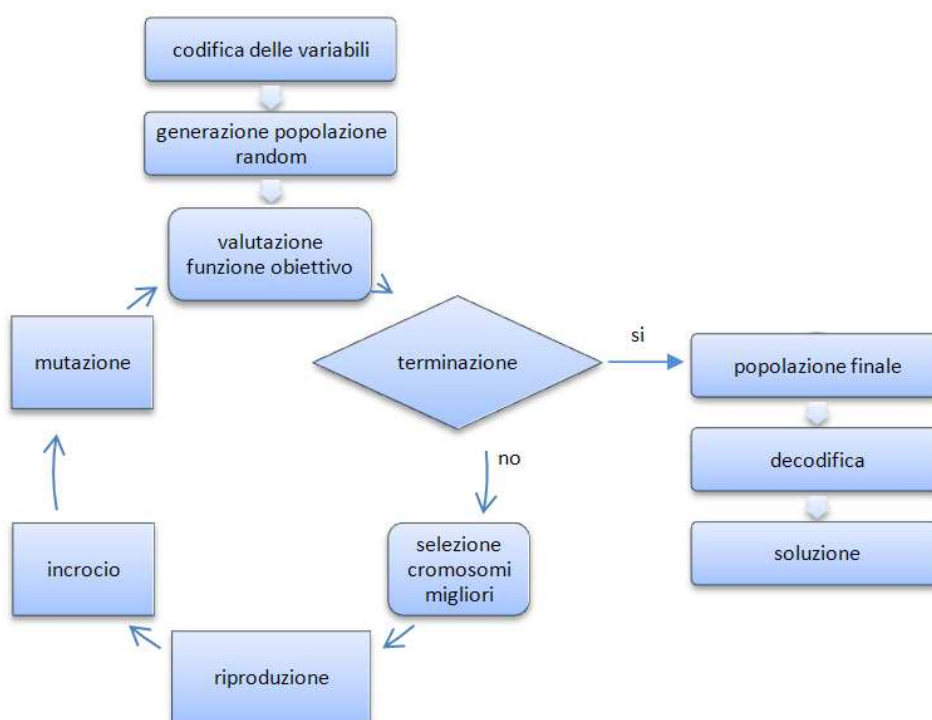 codifica delle variabili
generazione popolazione
random
valutazione
funzione obiettivo
terminazione
si
popolazione finale
decodifica
soluzione
no
selezione
cromosomi
migliori
riproduzione
incrocio
mutazione